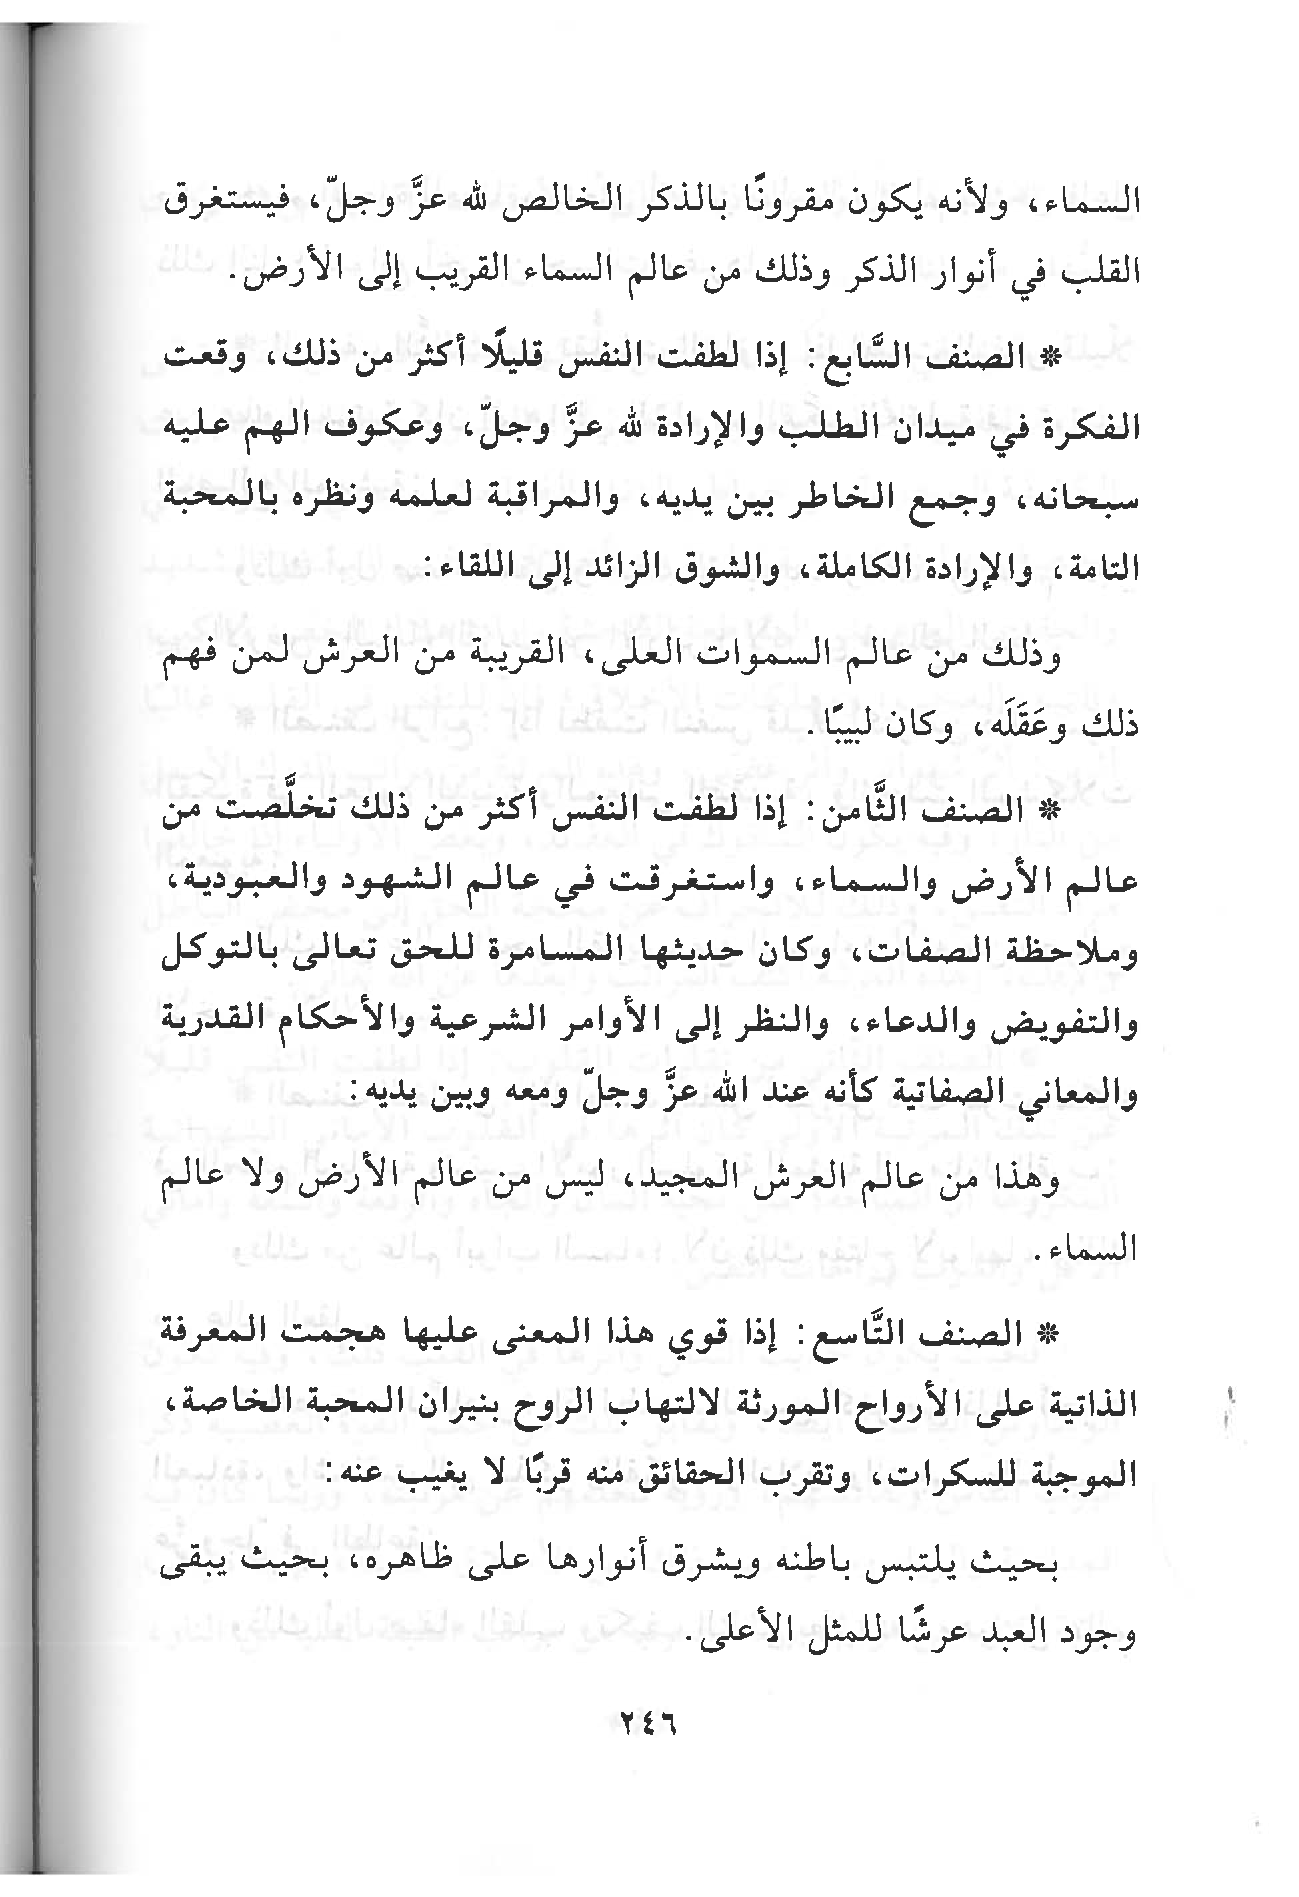 السماء، ولأنه يكون مقرونًا بالذكر الخالص لله عزَّ وجلّ، فيستغرق
القلب في أنوار الذكر وذلك من عالم السماء القريب إلى الأرض.
* الصنف السَّابع: إذا لطفت النفس قليلًا أكثر من ذلك، وقعت
الفكرة في ميدان الطلب والإرادة لله عزَّ وجلّ، وعكوف الهم عليه
سبحانه، وجمع الخاطر بين يديه، والمراقبة لعلمه ونظره بالمحبة
التامة، والإرادة الكاملة، والشوق الزائد إلى اللقاء:
وذلك من عالم السموات العلى، القريبة من العرش لمن فهم
ذلك وعَقَلَه، وكان لبيبًا.
* الصنف الثَّامن: إذا لطفت النفس أكثر من ذلك تخلَّصت من
عالم الأرض والسماء، واستغرقت في عالم الشهود والعبودية،
وملاحظة الصفات، وكان حديثها المسامرة للحق تعالى بالتوكل
والتفويض والدعاء، والنظر إلى الأوامر الشرعية والأحكام القدرية
والمعاني الصفاتية كأنه عند الله عزَّ وجلّ ومعه وبين يديه:
وهذا من عالم العرش المجيد، ليس من عالم الأرض ولا عالم
السماء.
* الصنف التَّاسع: إذا قوي هذا المعنى عليها هجمت المعرفة
الذاتية على الأرواح المورثة لالتهاب الروح بنيران المحبة الخاصة،
الموجبة للسكرات، وتقرب الحقائق منه قربًا لا يغيب عنه:
بحيث يلتبس باطنه ويشرق أنوارها على ظاهره، بحيث يبقى
وجود العبد عرشًا للمثل الأعلى.
٢٤٦